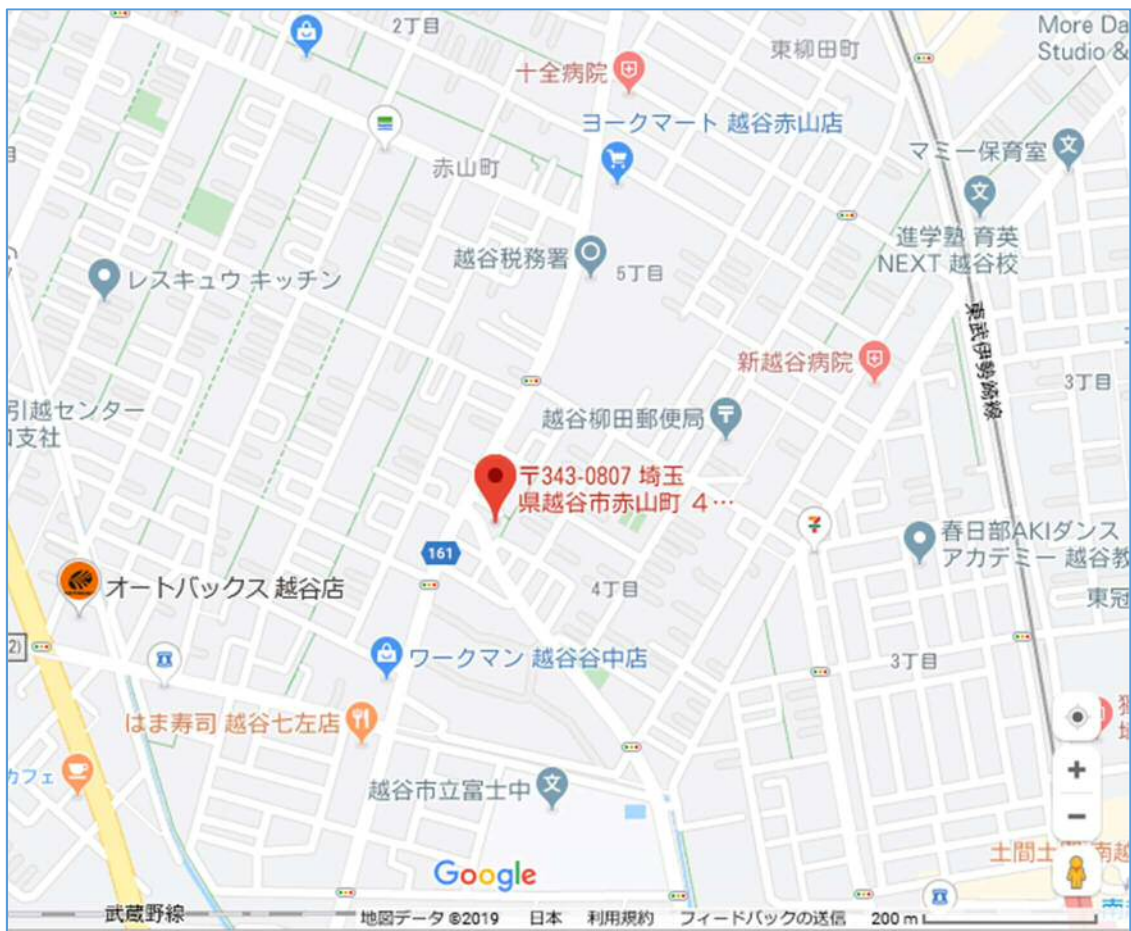 2丁目
東柳田町
More Da
Studio &
十全病院
ヨークマート 越谷赤山店
赤山町
マミー保育室
進学塾 育英
NEXT 越谷校
越谷税務署
5丁目
レスキュウ キッチン
東武伊勢崎線
新越谷病院
3丁目
引越センター
支社
越谷柳田郵便局
〒343-0807 埼玉
県越谷市赤山町 4…
161
春日部AKIダンス
アカデミー 越谷教
オートバックス 越谷店
4丁目
東冠
2)
ワークマン 越谷谷中店
3丁目
はま寿司 越谷七左店
カフェ
越谷市立富士中
Google
土間土
南越
武蔵野線
地図データ ©2019 日本 利用規約 フィードバックの送信 200 m